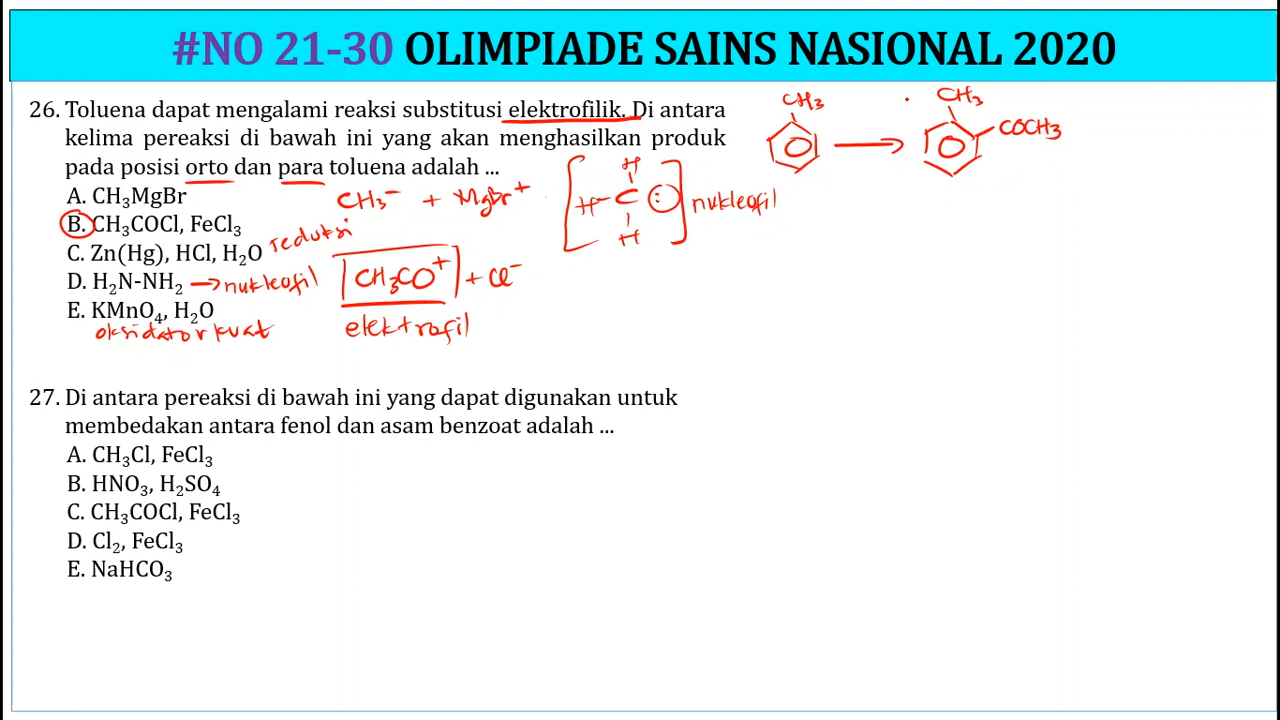 #NO 21-30 OLIMPIADE SAINS NASIONAL 2020
26. Toluena dapat mengalami reaksi substitusi elektrofilik. Di antara
kelima pereaksi di bawah ini yang akan menghasilkan produk
pada posisi orto dan para toluena adalah ...
A. CH₃MgBr
B. CH₃COCl, FeCl₃
C. Zn(Hg), HCl, H₂O reduksi
D. H₂N-NH₂ → nukleofil
E. KMnO₄, H₂O
oksidator kuat
CH₃⁻ + MgBr⁺
CH₃CO⁺ + Cl⁻
elektrofil
H
H - C : nukleofil
H
CH₃
CH₃
COCH₃
27. Di antara pereaksi di bawah ini yang dapat digunakan untuk
membedakan antara fenol dan asam benzoat adalah ...
A. CH₃Cl, FeCl₃
B. HNO₃, H₂SO₄
C. CH₃COCl, FeCl₃
D. Cl₂, FeCl₃
E. NaHCO₃